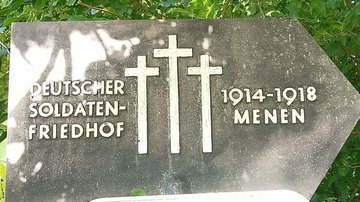 DEUTSCHER
SOLDATEN-
FRIEDHOF
1914-1918
MENEN